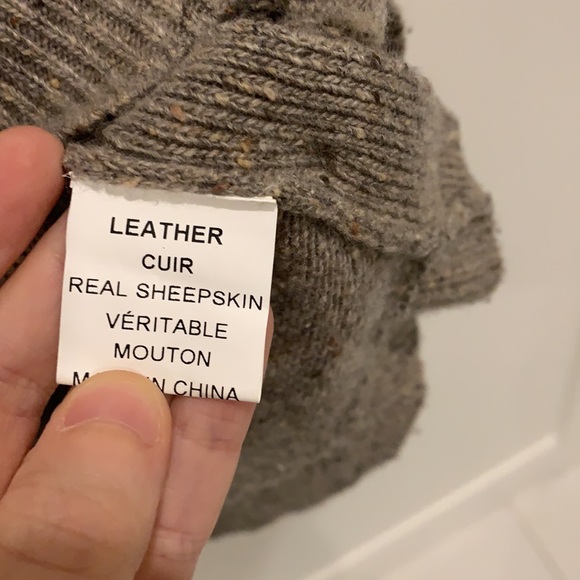 LEATHER
CUIR
REAL SHEEPSKIN
VÉRITABLE
MOUTON
IN CHINA